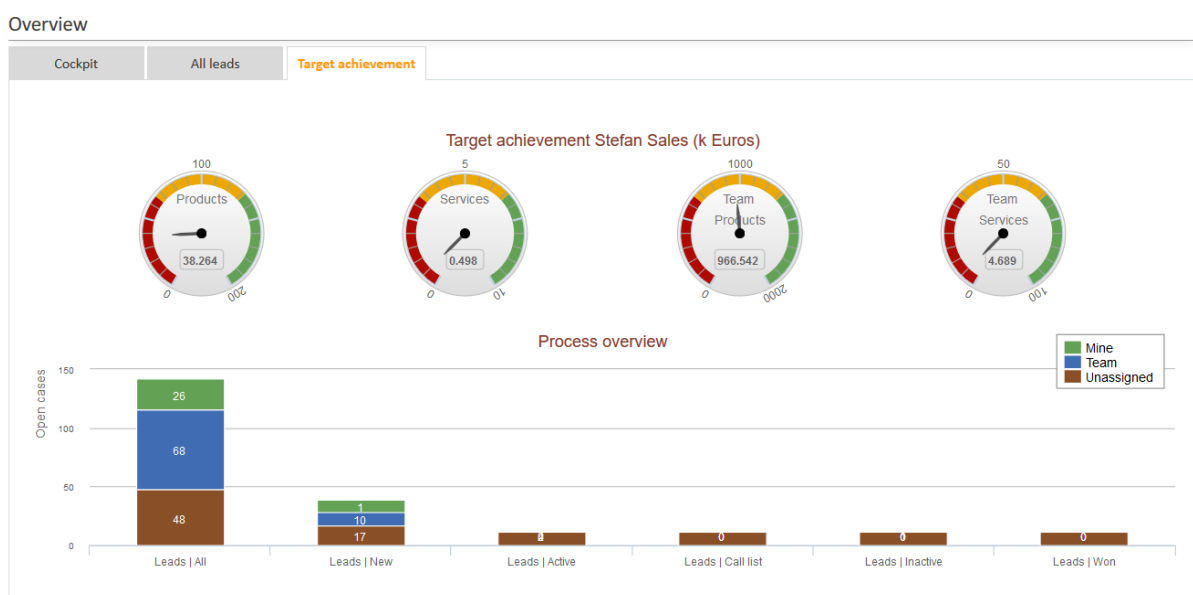 Overview
Cockpit
All leads
Target achievement
Target achievement Stefan Sales (k Euros)
100
Products
38.264
0
200
5
Services
0.498
0
10
1000
Team
Products
966.542
0
2000
50
Team
Services
4.689
0
100
Process overview
Mine
Team
Unassigned
Open cases
150
100
50
0
26
68
48
1
10
17
0
0
Leads | All
Leads | New
Leads | Active
Leads | Call list
Leads | Inactive
Leads | Won